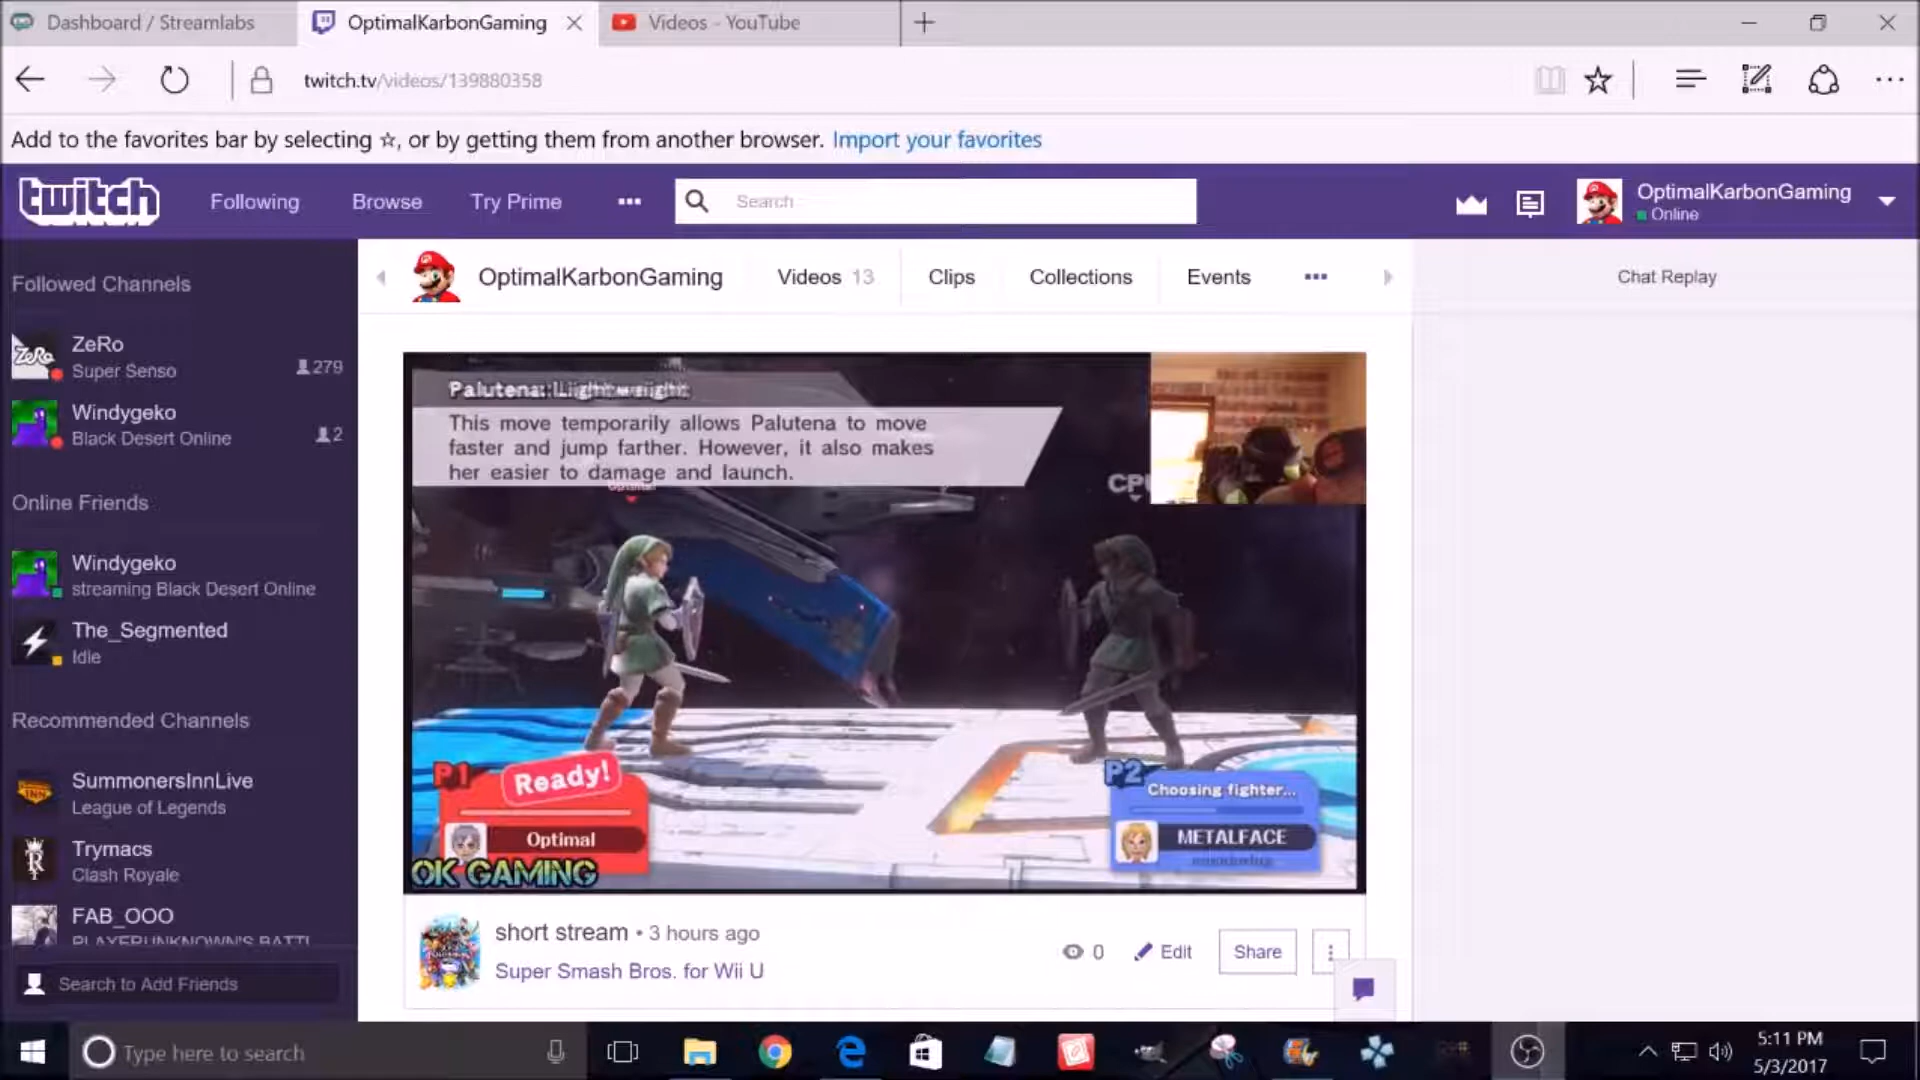 Dashboard / Streamlabs
OptimalKarbonGaming
Videos - YouTube
twitch.tv/videos/139880358
Add to the favorites bar by selecting ☆, or by getting them from another browser. Import your favorites
twitch
Following
Browse
Try Prime
Search
OptimalKarbonGaming
Online
Followed Channels
ZeRo
Super Senso
279
Windygeko
Black Desert Online
2
Online Friends
Windygeko
streaming Black Desert Online
The_Segmented
Idle
Recommended Channels
SummonersInnLive
League of Legends
Trymacs
Clash Royale
FAB_OOO
PLAYERUNKNOWN'S BATTL
Search to Add Friends
OptimalKarbonGaming
Videos 13
Clips
Collections
Events
Chat Replay
Palutena: Lightweight
This move temporarily allows Palutena to move
faster and jump farther. However, it also makes
her easier to damage and launch.
Optimal
CPU
P1
Ready!
Optimal
OK GAMING
P2
Choosing fighter...
METALFACE
short stream • 3 hours ago
Super Smash Bros. for Wii U
0
Edit
Share
Type here to search
5:11 PM
5/3/2017